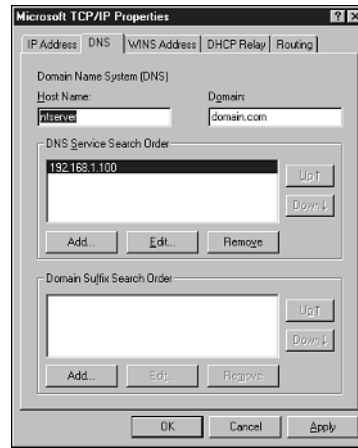 Microsoft TCP/IP Properties
IP Address DNS WINS Address DHCP Relay Routing
Domain Name System (DNS)
Host Name: Domain:
ntserver domain.com
DNS Service Search Order
192.168.1.100
Up↑
Down↓
Add... Edit... Remove
Domain Suffix Search Order
Up↑
Down↓
Add... Edit... Remove
OK Cancel Apply